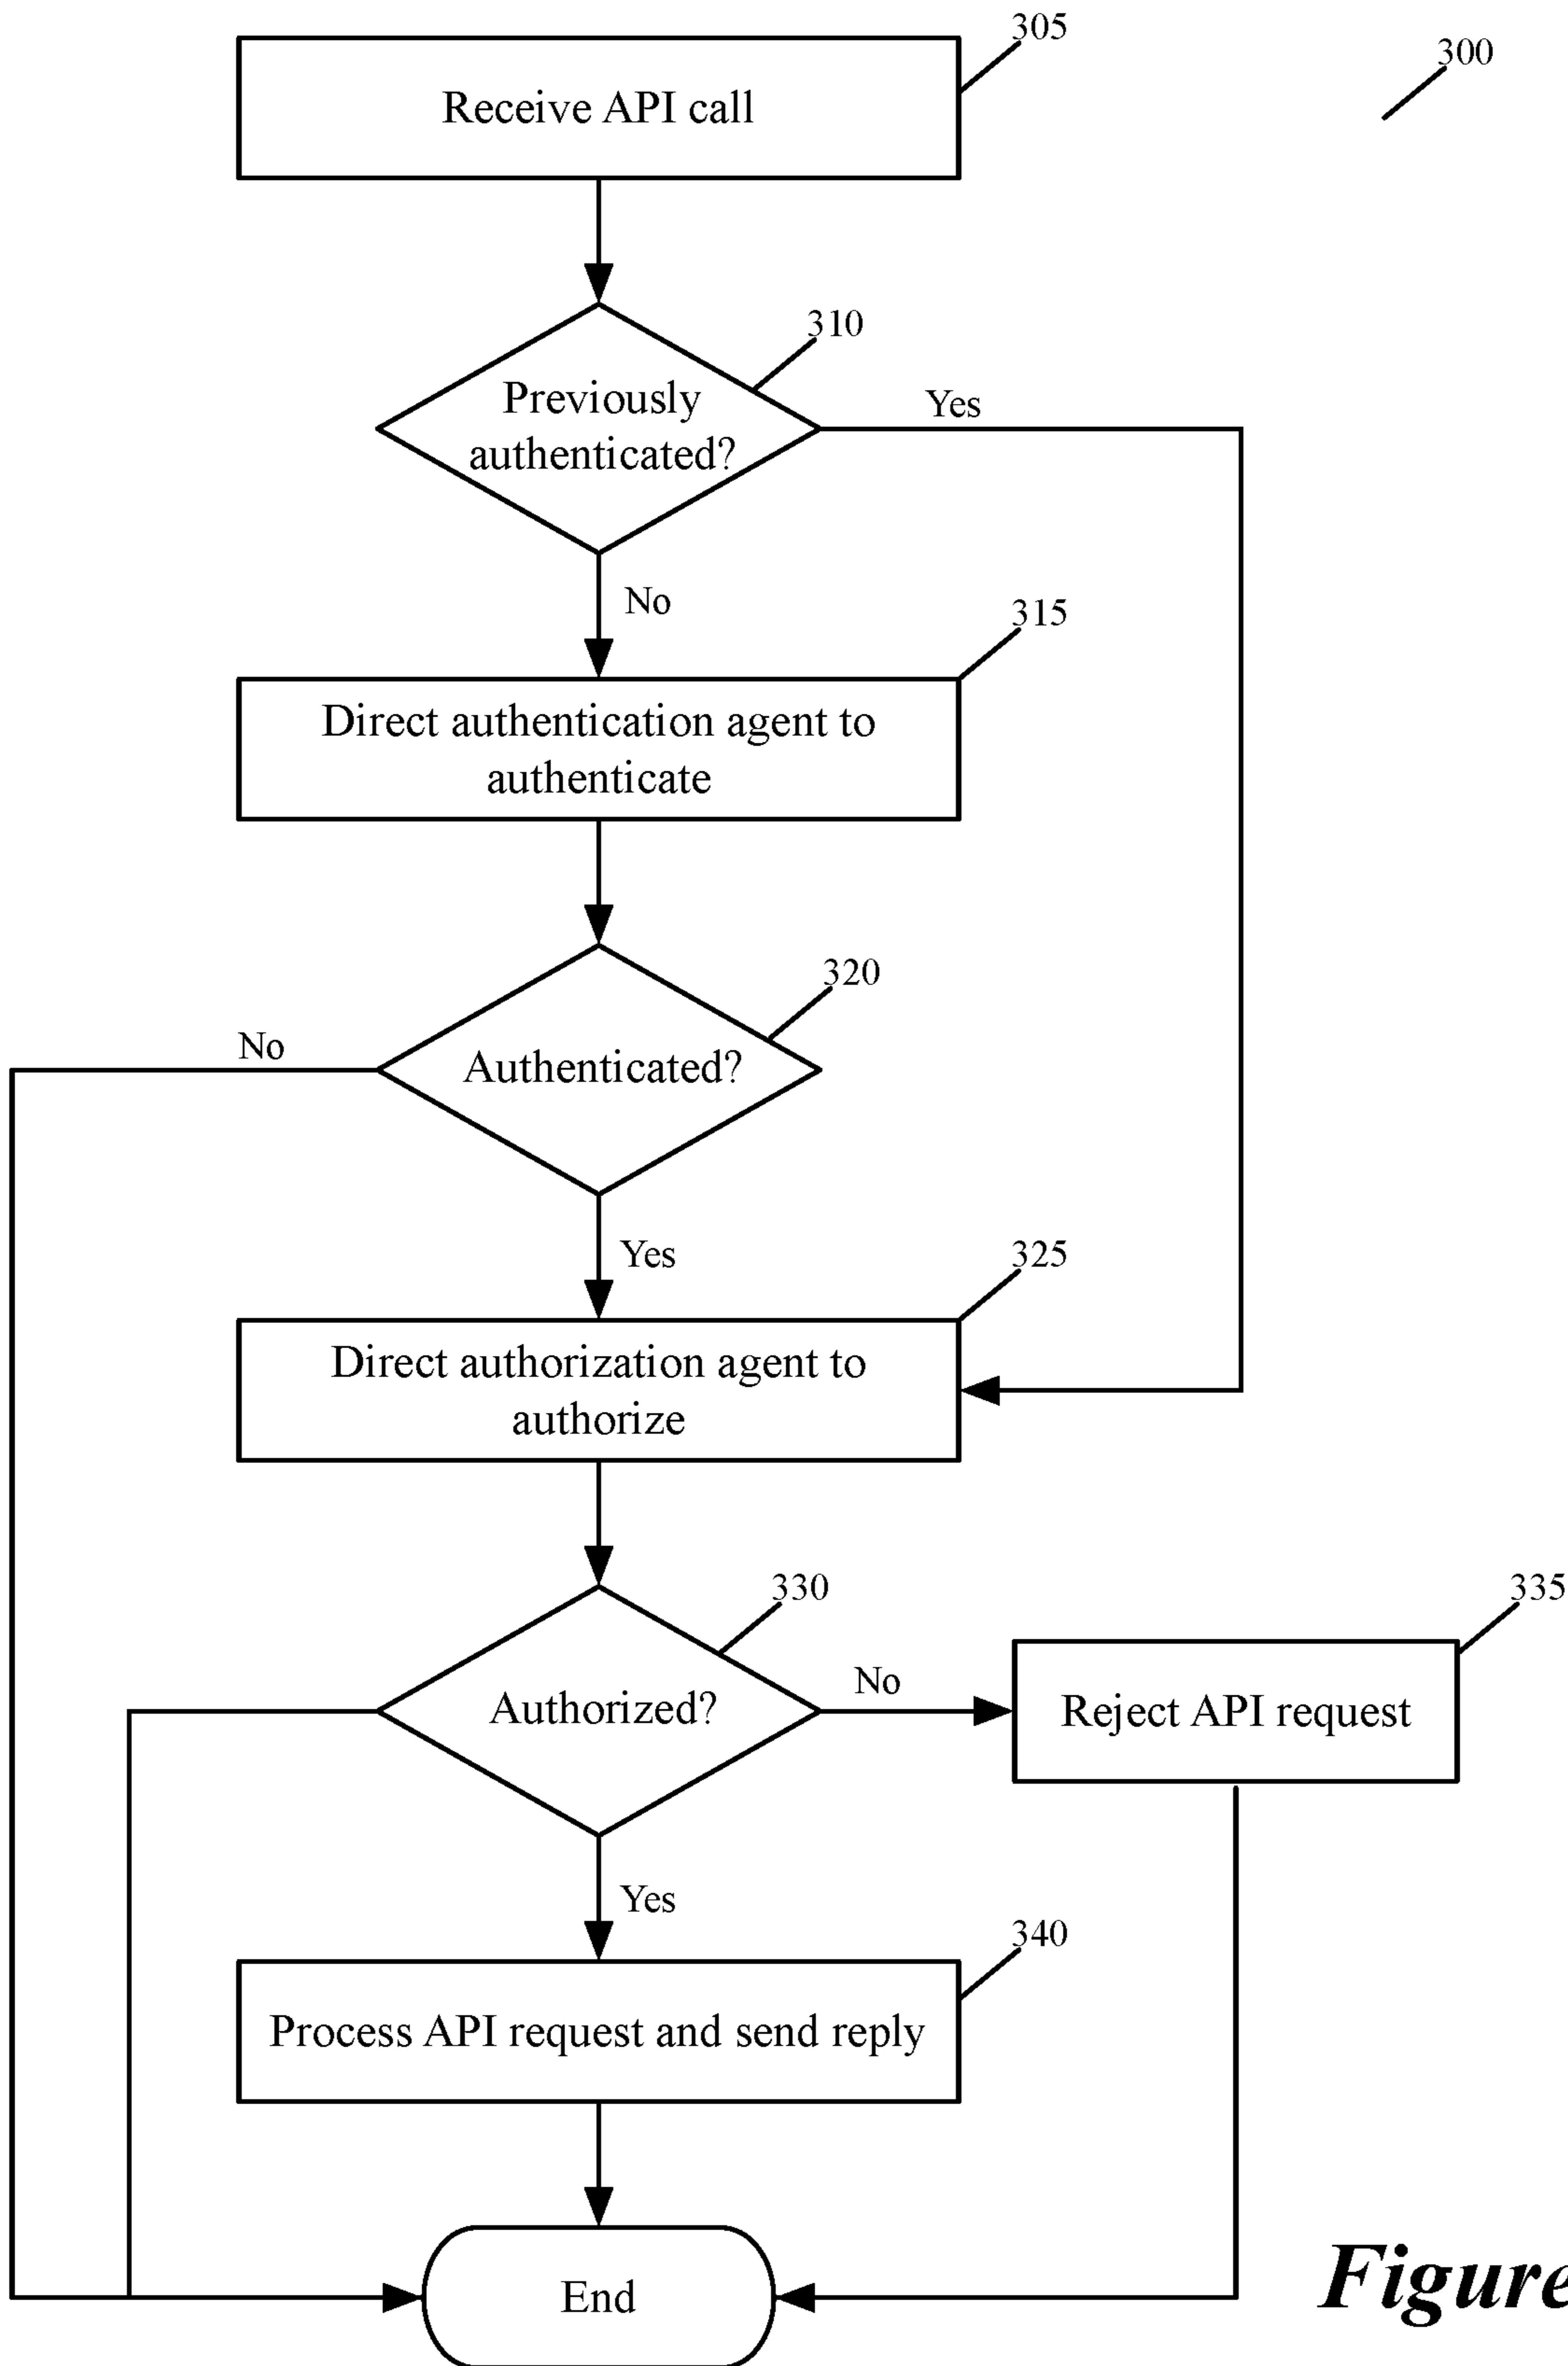 305
300
Receive API call
310
Previously
authenticated?
Yes
No
315
Direct authentication agent to
authenticate
320
No
Authenticated?
Yes
325
Direct authorization agent to
authorize
330
335
Authorized?
No
Reject API request
Yes
340
Process API request and send reply
End
Figure